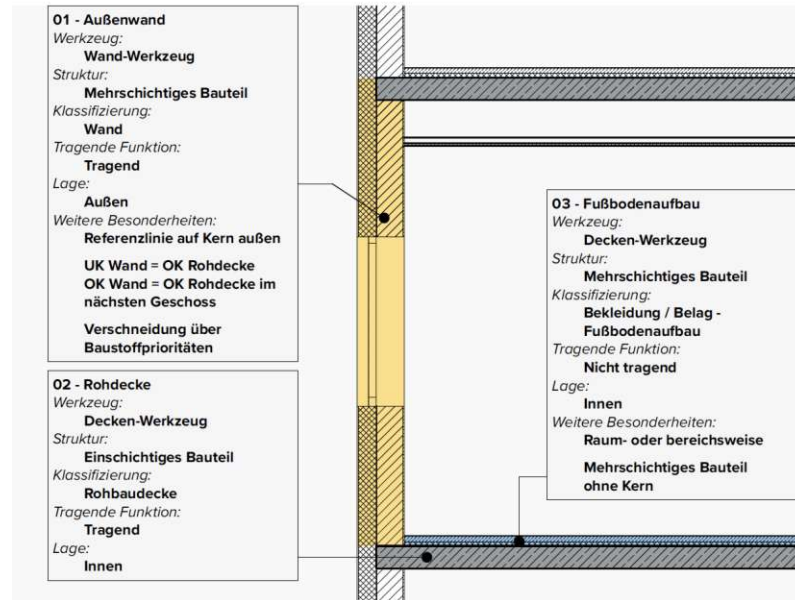 01 - Außenwand
Werkzeug:
Wand-Werkzeug
Struktur:
Mehrschichtiges Bauteil
Klassifizierung:
Wand
Tragende Funktion:
Tragend
Lage:
Außen
Weitere Besonderheiten:
Referenzlinie auf Kern außen
UK Wand = OK Rohdecke
OK Wand = OK Rohdecke im
nächsten Geschoss
Verschneidung über
Baustoffprioritäten
02 - Rohdecke
Werkzeug:
Decken-Werkzeug
Struktur:
Einschichtiges Bauteil
Klassifizierung:
Rohbaudecke
Tragende Funktion:
Tragend
Lage:
Innen
03 - Fußbodenaufbau
Werkzeug:
Decken-Werkzeug
Struktur:
Mehrschichtiges Bauteil
Klassifizierung:
Bekleidung / Belag -
Fußbodenaufbau
Tragende Funktion:
Nicht tragend
Lage:
Innen
Weitere Besonderheiten:
Raum- oder bereichsweise
Mehrschichtiges Bauteil
ohne Kern